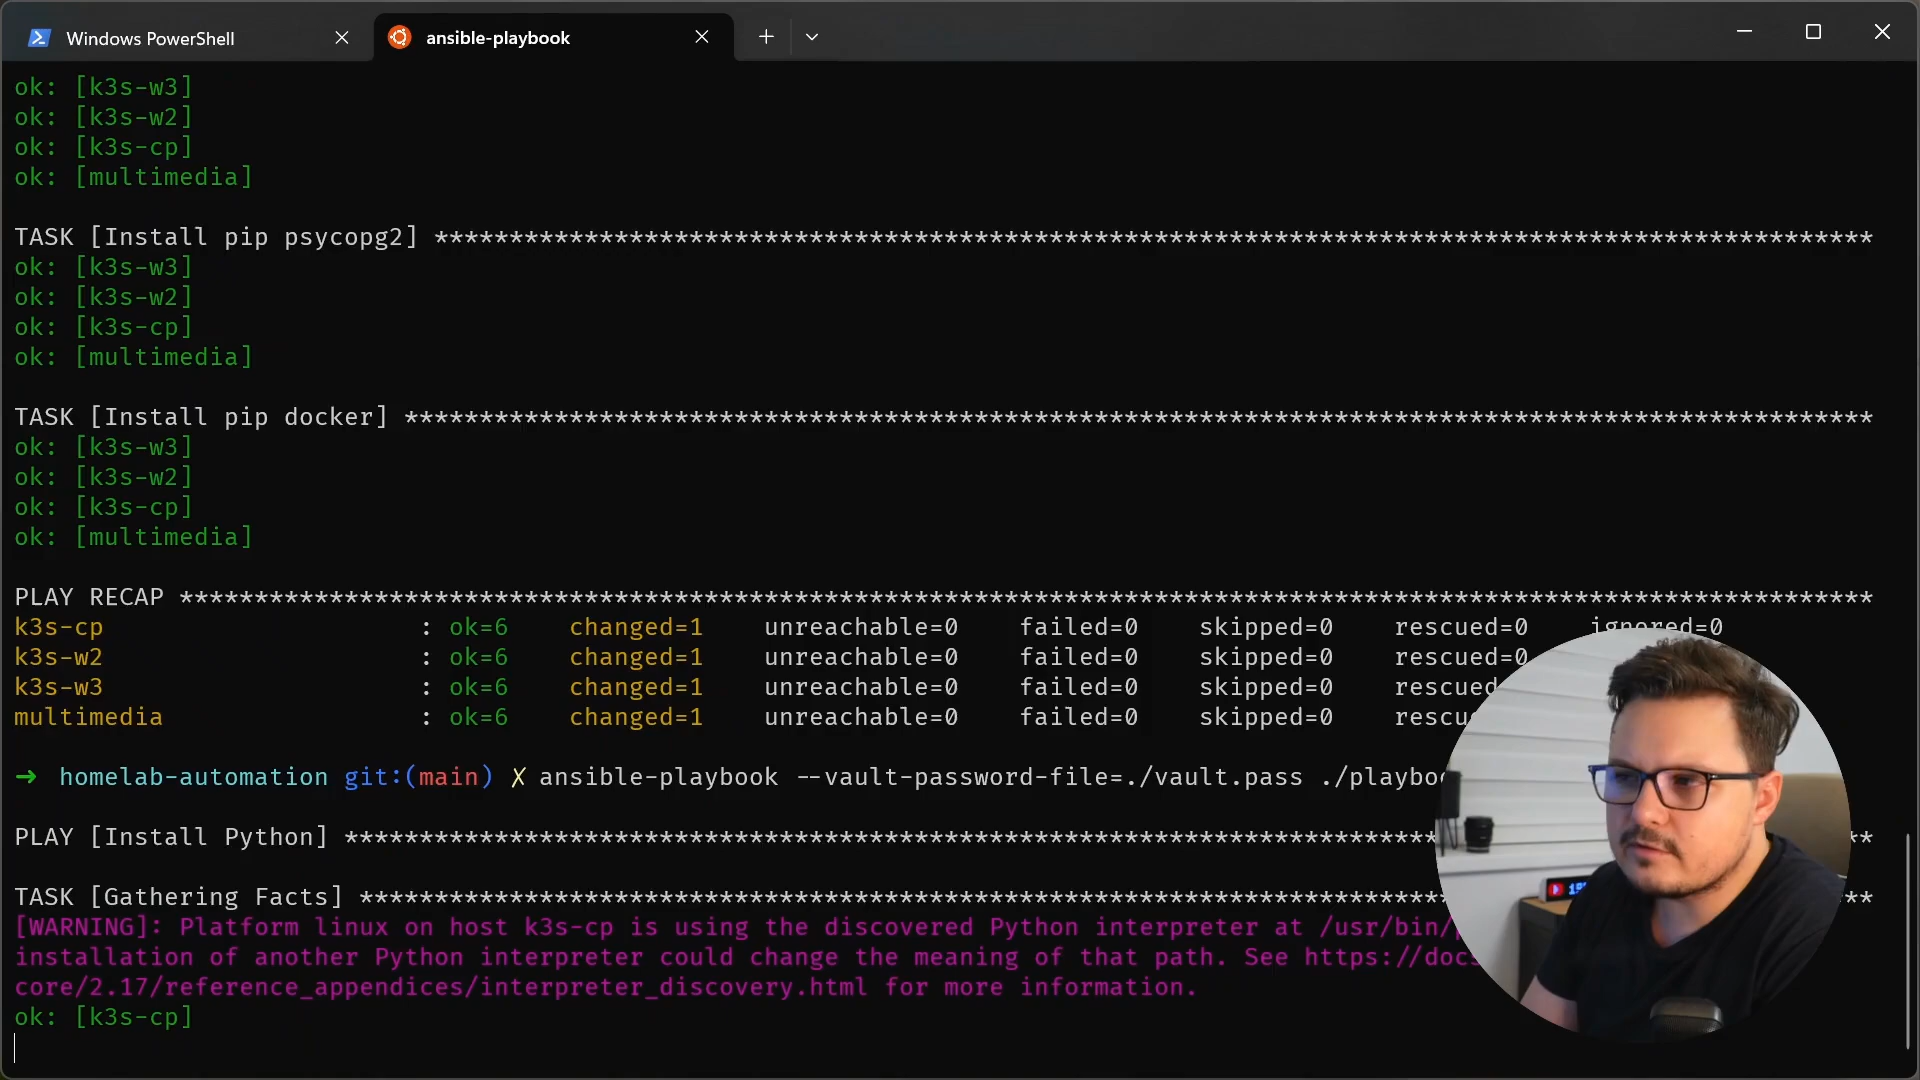 Windows PowerShell
ansible-playbook
ok: [k3s-w3]
ok: [k3s-w2]
ok: [k3s-cp]
ok: [multimedia]
TASK [Install pip psycopg2] ************************************************************************************************
ok: [k3s-w3]
ok: [k3s-w2]
ok: [k3s-cp]
ok: [multimedia]
TASK [Install pip docker] **************************************************************************************************
ok: [k3s-w3]
ok: [k3s-w2]
ok: [k3s-cp]
ok: [multimedia]
PLAY RECAP *****************************************************************************************************************
k3s-cp : ok=6 changed=1 unreachable=0 failed=0 skipped=0 rescued=0 ignored=0
k3s-w2 : ok=6 changed=1 unreachable=0 failed=0 skipped=0 rescued=0
k3s-w3 : ok=6 changed=1 unreachable=0 failed=0 skipped=0 rescued
multimedia : ok=6 changed=1 unreachable=0 failed=0 skipped=0
➜ homelab-automation git:(main) ✗ ansible-playbook --vault-password-file=./vault.pass
PLAY [Install Python] *************************************************************************
TASK [Gathering Facts] ************************************************************************
[WARNING]: Platform linux on host k3s-cp is using the discovered Python interpreter at /usr/bin/
installation of another Python interpreter could change the meaning of that path. See https://docs
core/2.17/reference_appendices/interpreter_discovery.html for more information.
ok: [k3s-cp]